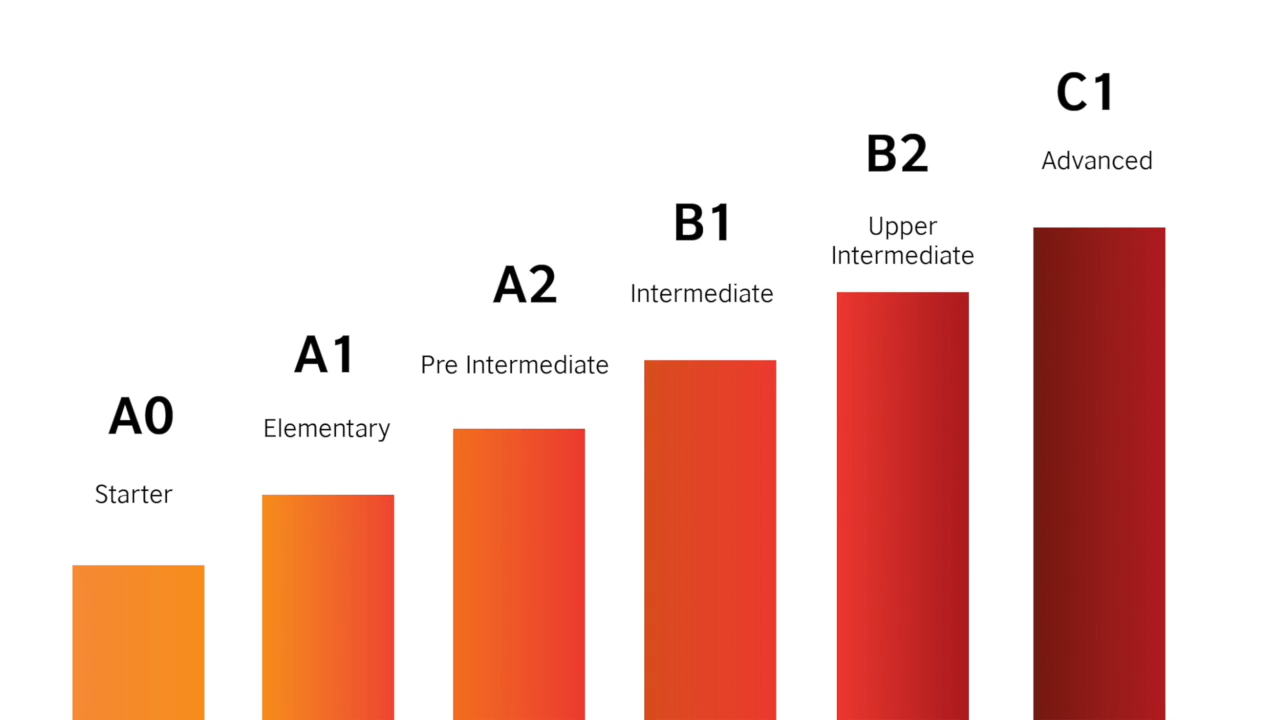 A0
Starter
A1
Elementary
A2
Pre Intermediate
B1
Intermediate
B2
Upper
Intermediate
C1
Advanced